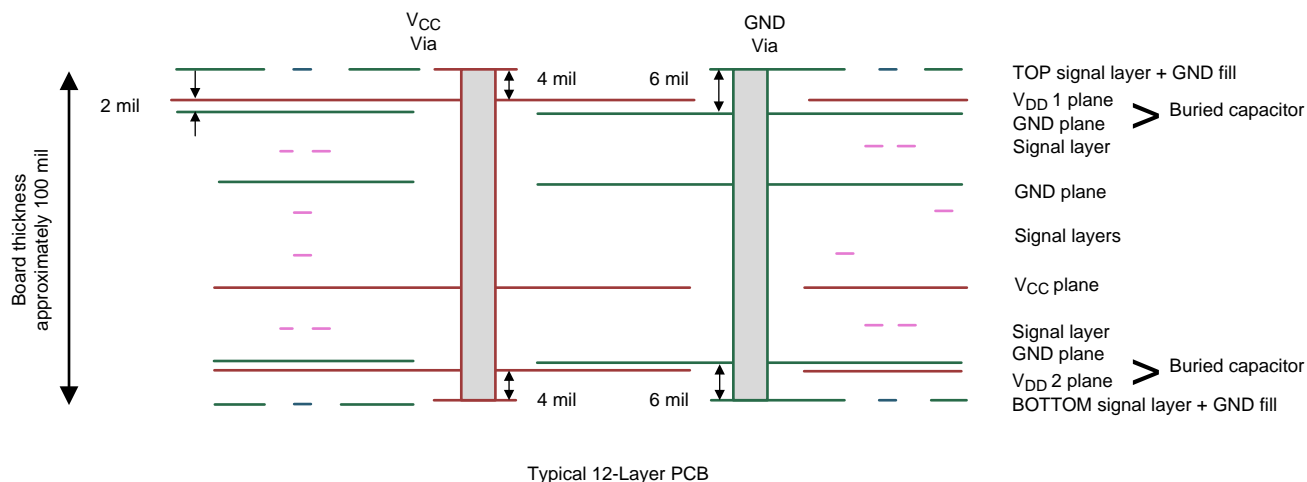 VCC
Via
GND
Via
4 mil
6 mil
2 mil
TOP signal layer + GND fill
VDD 1 plane
GND plane
> Buried capacitor
Signal layer
GND plane
Signal layers
VCC plane
Signal layer
GND plane
VDD 2 plane
> Buried capacitor
BOTTOM signal layer + GND fill
4 mil
6 mil
Board thickness
approximately 100 mil
Typical 12-Layer PCB